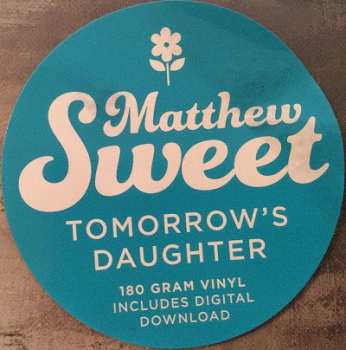 Matthew
Sweet
TOMORROW'S
DAUGHTER
180 GRAM VINYL
INCLUDES DIGITAL
DOWNLOAD